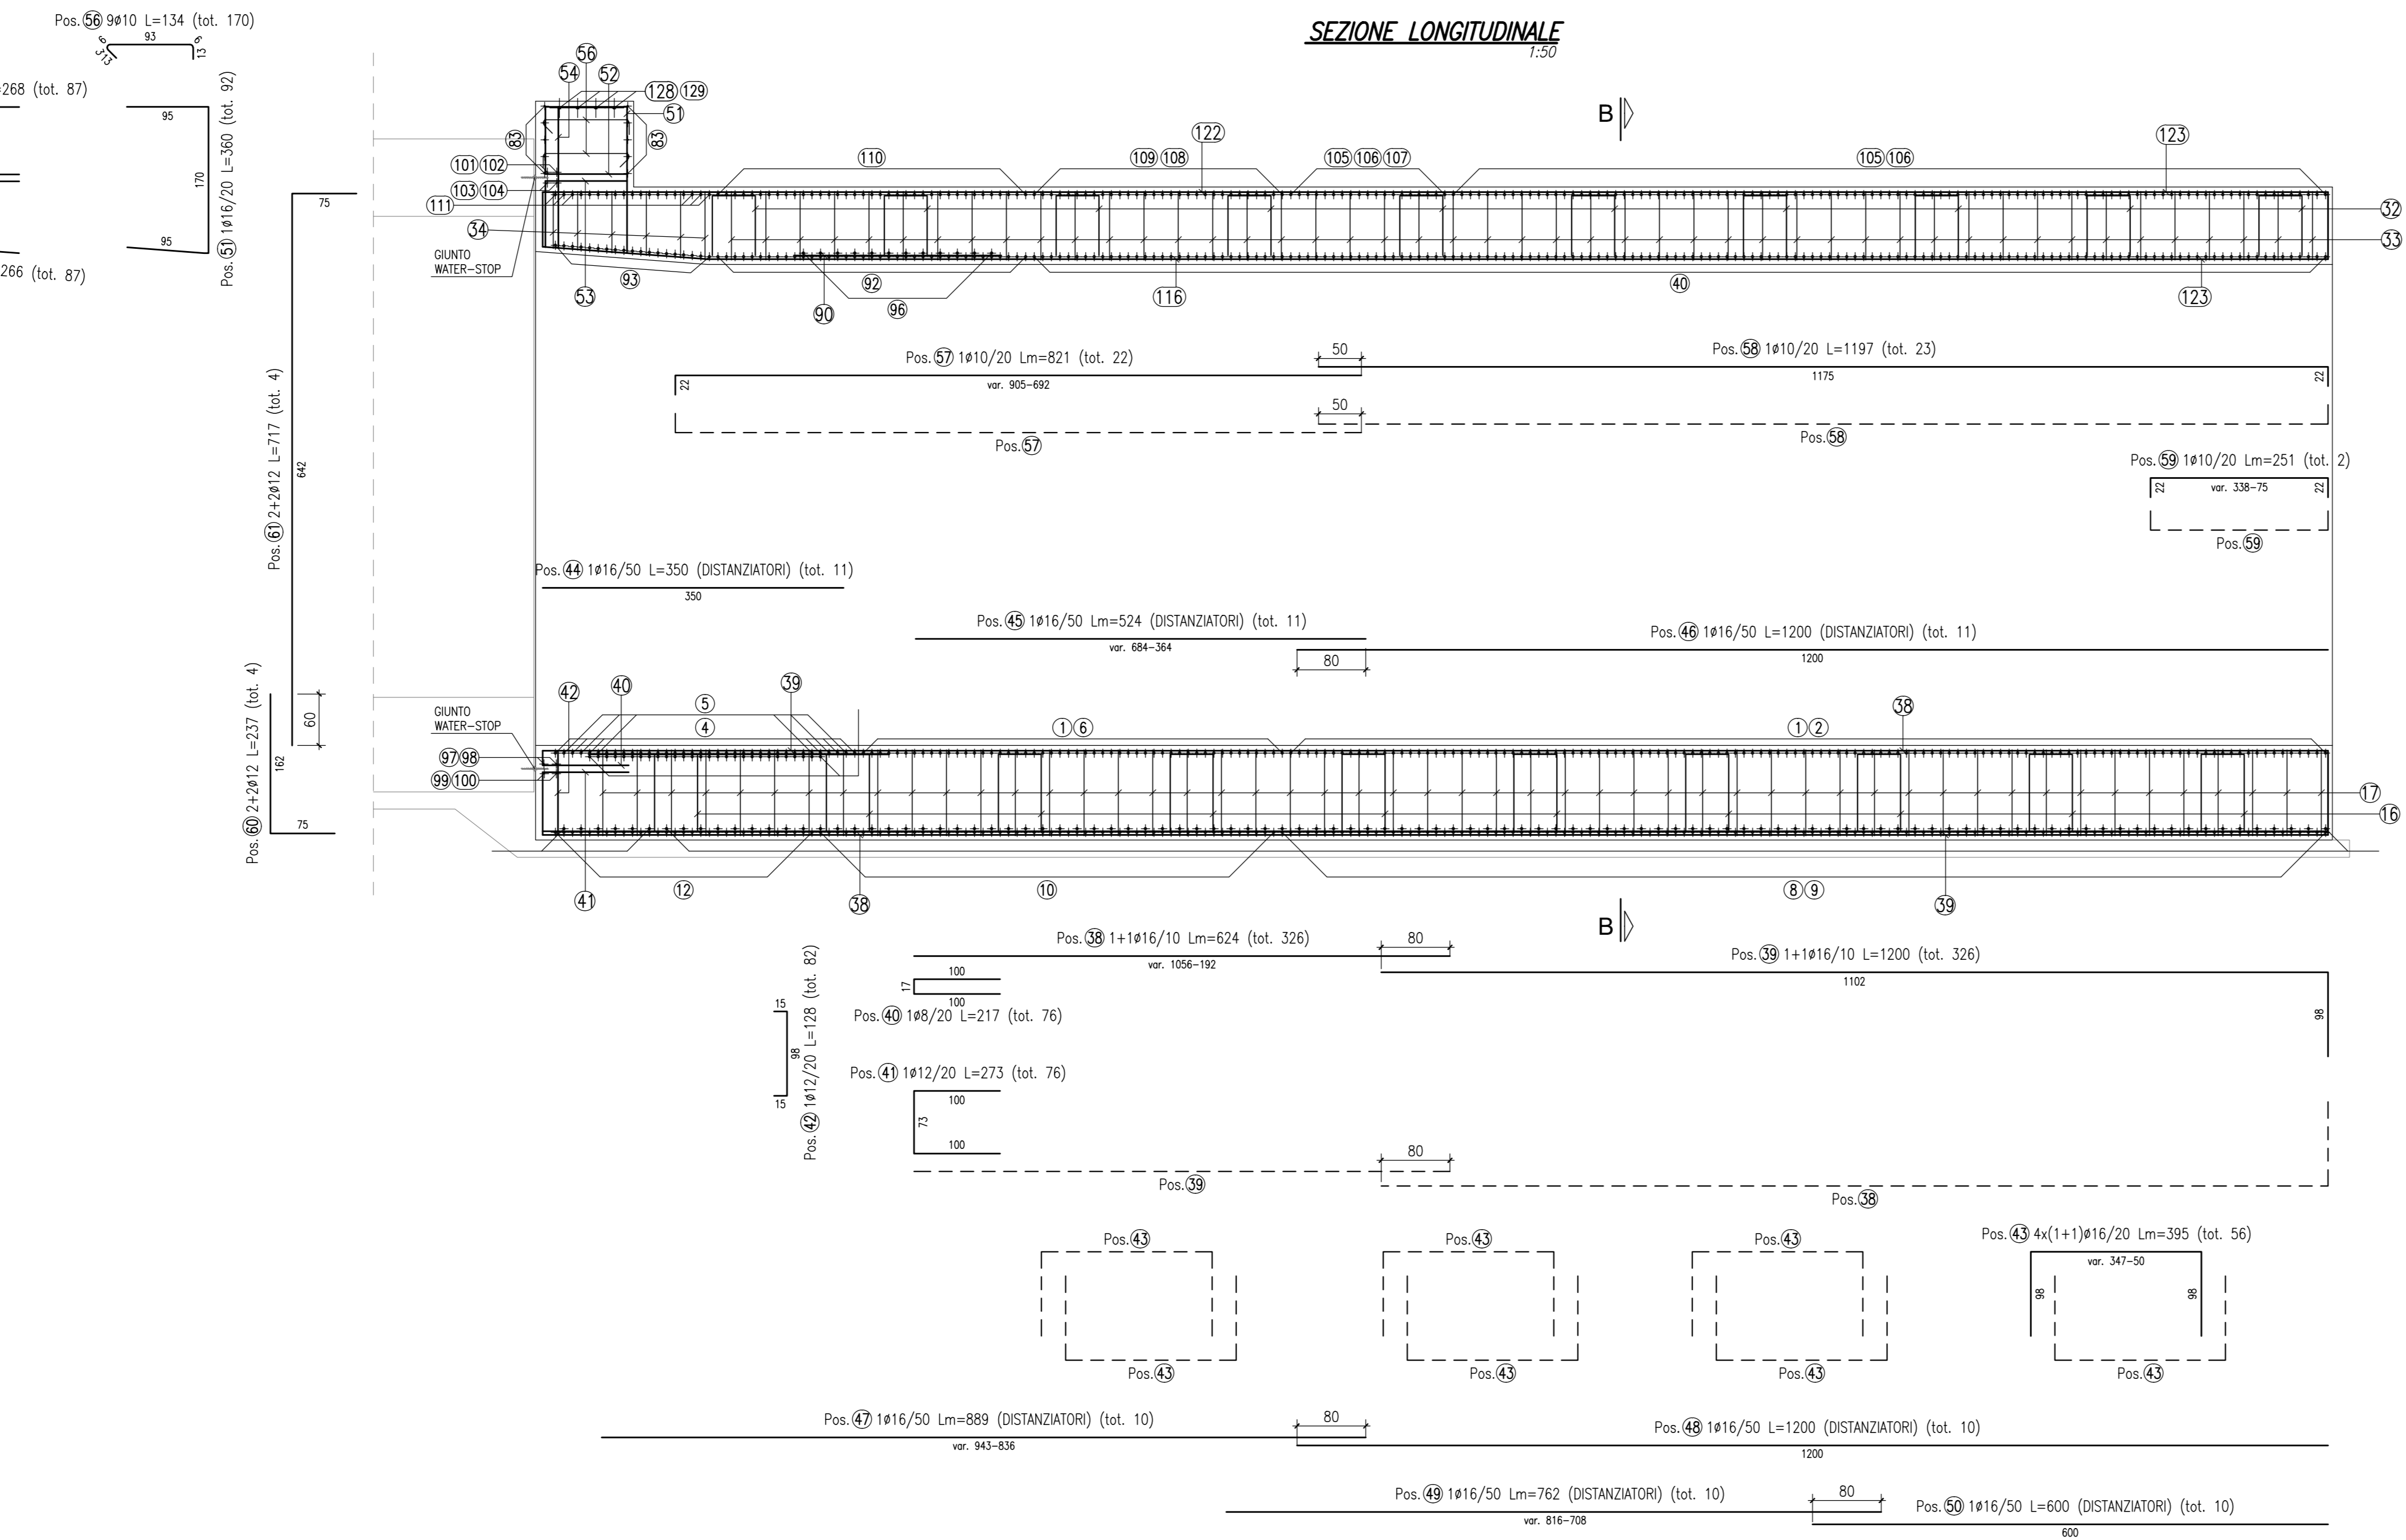 SEZIONE LONGITUDINALE
1:50
Pos. 56 9ø10 L=134 (tot. 170)
93
6
6
13
313
=268 (tot. 87)
95
170
95
Pos. 51 1ø16/20 L=360 (tot. 92)
266 (tot. 87)
56
54
52
128 129
51
83
83
101 102
103 104
111
34
GIUNTO
WATER-STOP
53
93
110
109 108
122
105 106 107
105 106
123
B
32
33
90
92
96
116
40
123
75
642
Pos. 61 2+2ø12 L=717 (tot. 4)
Pos. 57 1ø10/20 Lm=821 (tot. 22)
22
var. 905-692
50
Pos. 58 1ø10/20 L=1197 (tot. 23)
1175
22
50
Pos. 57
Pos. 58
Pos. 59 1ø10/20 Lm=251 (tot. 2)
22
var. 338-75
22
Pos. 59
Pos. 44 1ø16/50 L=350 (DISTANZIATORI) (tot. 11)
350
Pos. 45 1ø16/50 Lm=524 (DISTANZIATORI) (tot. 11)
var. 684-364
80
Pos. 46 1ø16/50 L=1200 (DISTANZIATORI) (tot. 11)
1200
Pos. 60 2+2ø12 L=237 (tot. 4)
60
162
75
42
40
5
4
39
GIUNTO
WATER-STOP
97 98
99 100
1 6
1 2
38
17
16
12
41
38
10
8 9
39
B
Pos. 38 1+1ø16/10 Lm=624 (tot. 326)
var. 1056-192
80
Pos. 39 1+1ø16/10 L=1200 (tot. 326)
1102
98
15
98
15
Pos. 42 1ø12/20 L=128 (tot. 82)
100
17
100
Pos. 40 1ø8/20 L=217 (tot. 76)
Pos. 41 1ø12/20 L=273 (tot. 76)
100
73
100
80
Pos. 39
Pos. 38
Pos. 43
Pos. 43
Pos. 43
Pos. 43 4x(1+1)ø16/20 Lm=395 (tot. 56)
var. 347-50
98
98
Pos. 43
Pos. 43
Pos. 43
Pos. 43
Pos. 47 1ø16/50 Lm=889 (DISTANZIATORI) (tot. 10)
var. 943-836
80
Pos. 48 1ø16/50 L=1200 (DISTANZIATORI) (tot. 10)
1200
Pos. 49 1ø16/50 Lm=762 (DISTANZIATORI) (tot. 10)
var. 816-708
80
Pos. 50 1ø16/50 L=600 (DISTANZIATORI) (tot. 10)
600